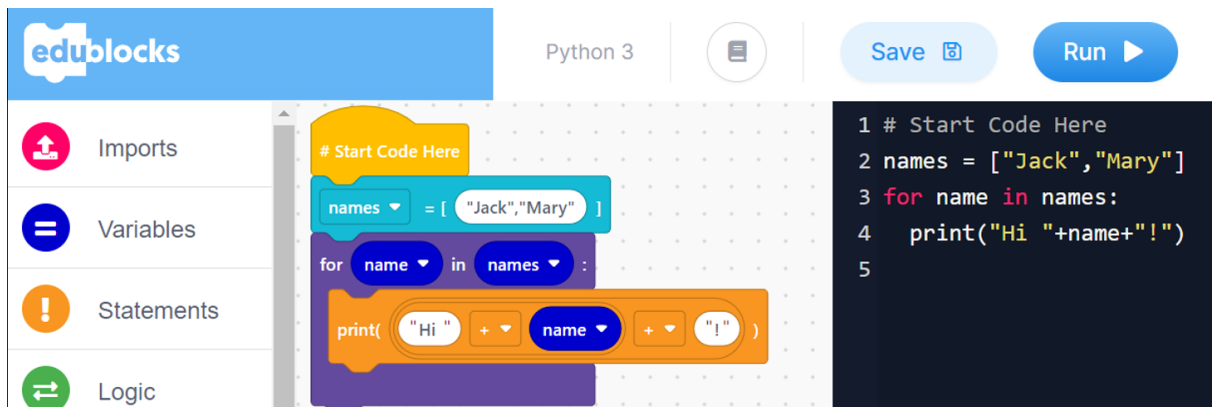 edublocks
Python 3
Save
Run
Imports
Variables
Statements
Logic
# Start Code Here
names = [ "Jack","Mary" ]
for name in names :
print( "Hi " + name + "!" )
1 # Start Code Here
2 names = ["Jack","Mary"]
3 for name in names:
4 print("Hi "+name+"!")
5